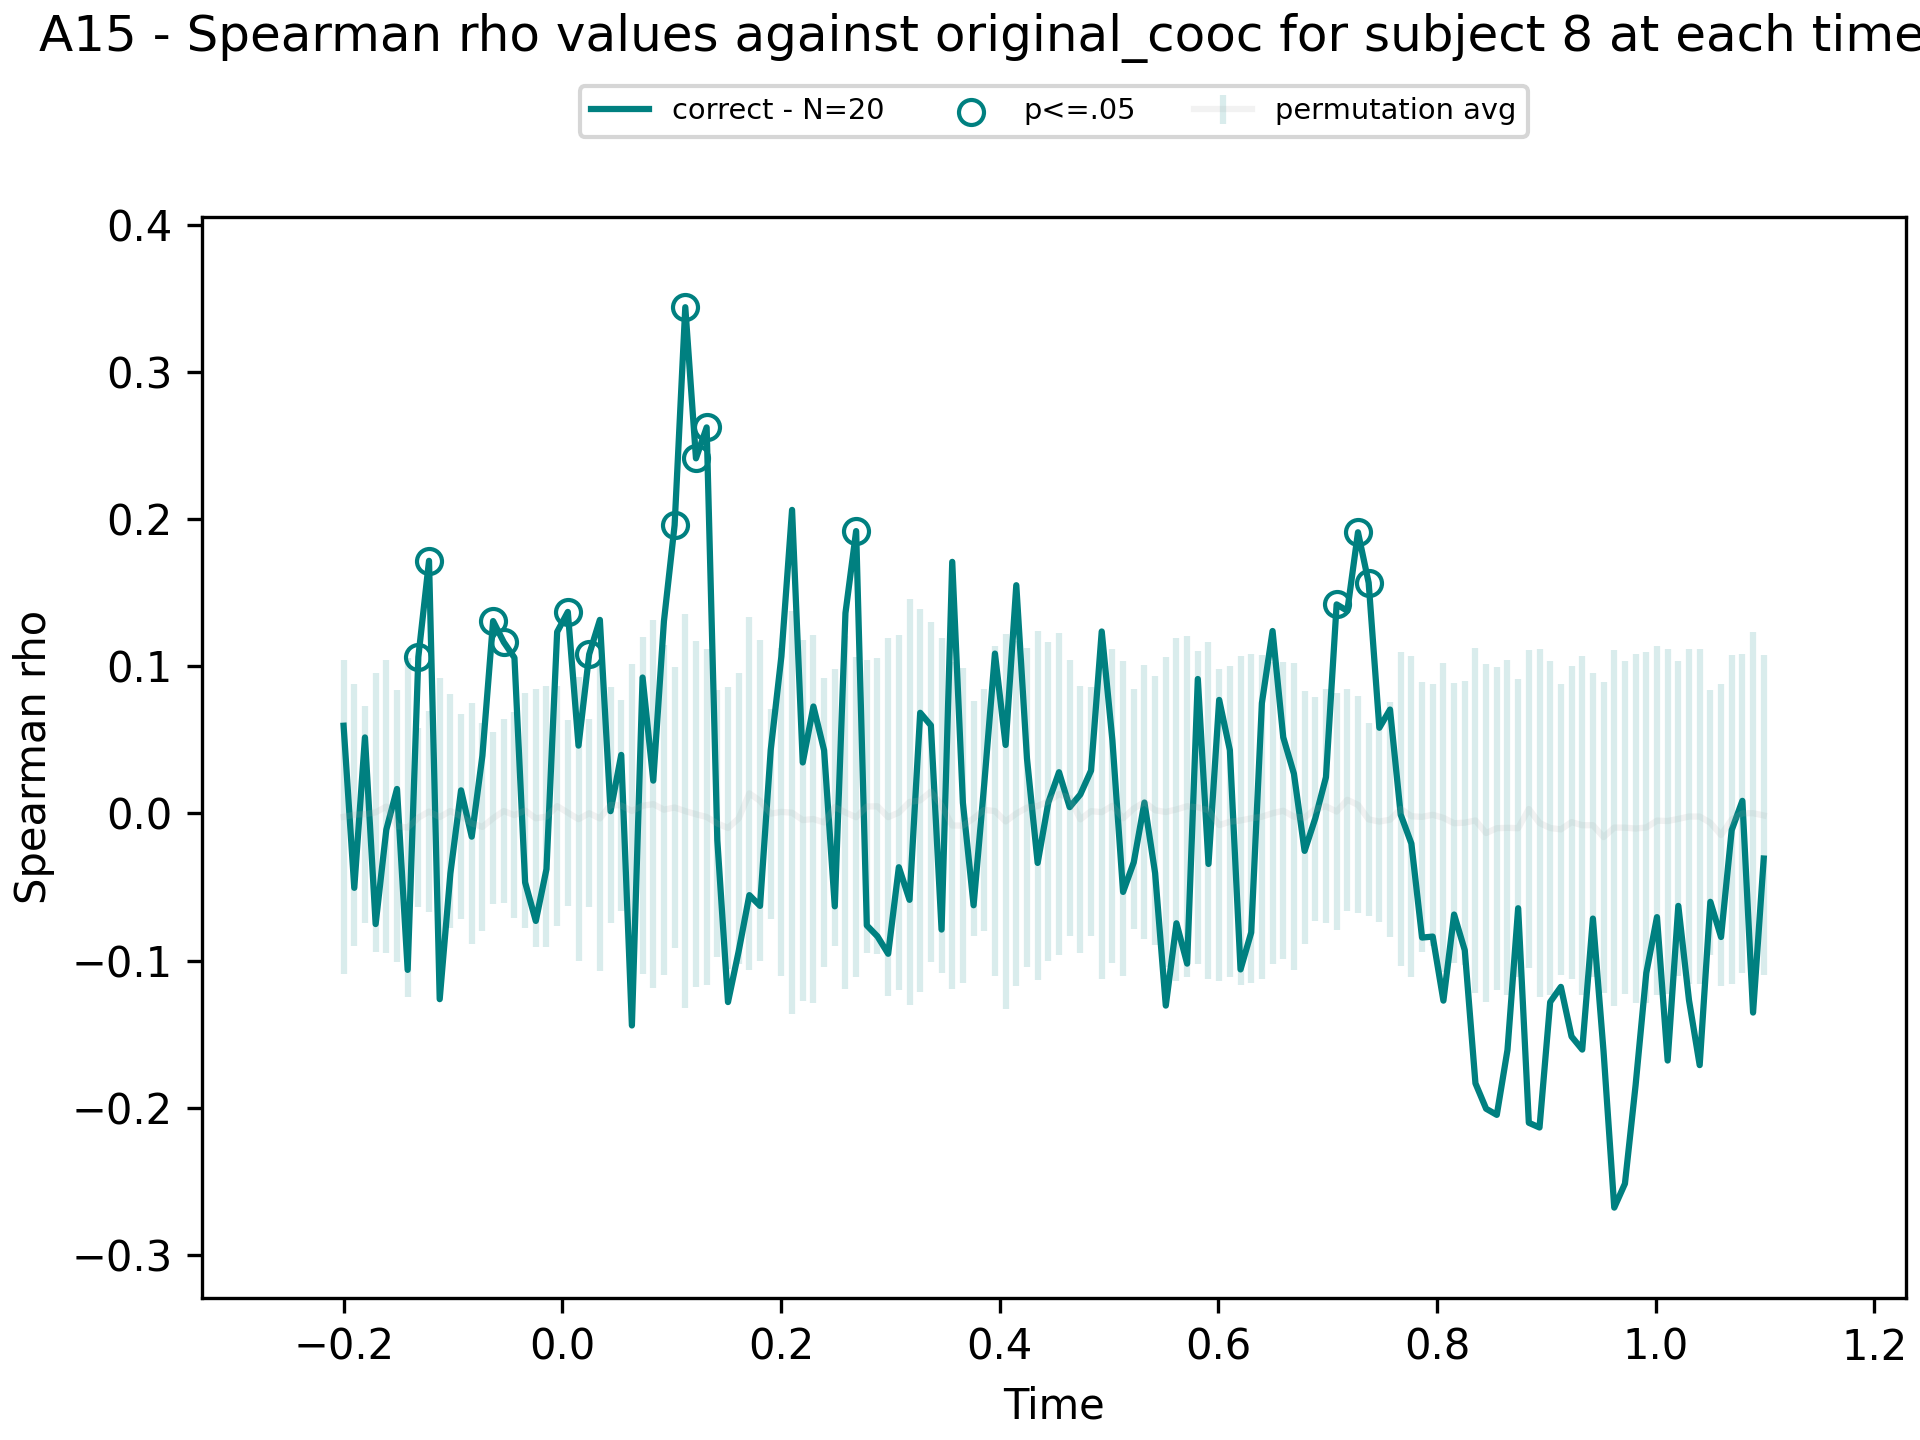 A15 - Spearman rho values against original_cooc for subject 8 at each time
correct - N=20 p<=.05 permutation avg
0.4
0.3
0.2
0.1
0.0
−0.1
−0.2
−0.3
Spearman rho
−0.2 0.0 0.2 0.4 0.6 0.8 1.0 1.2
Time